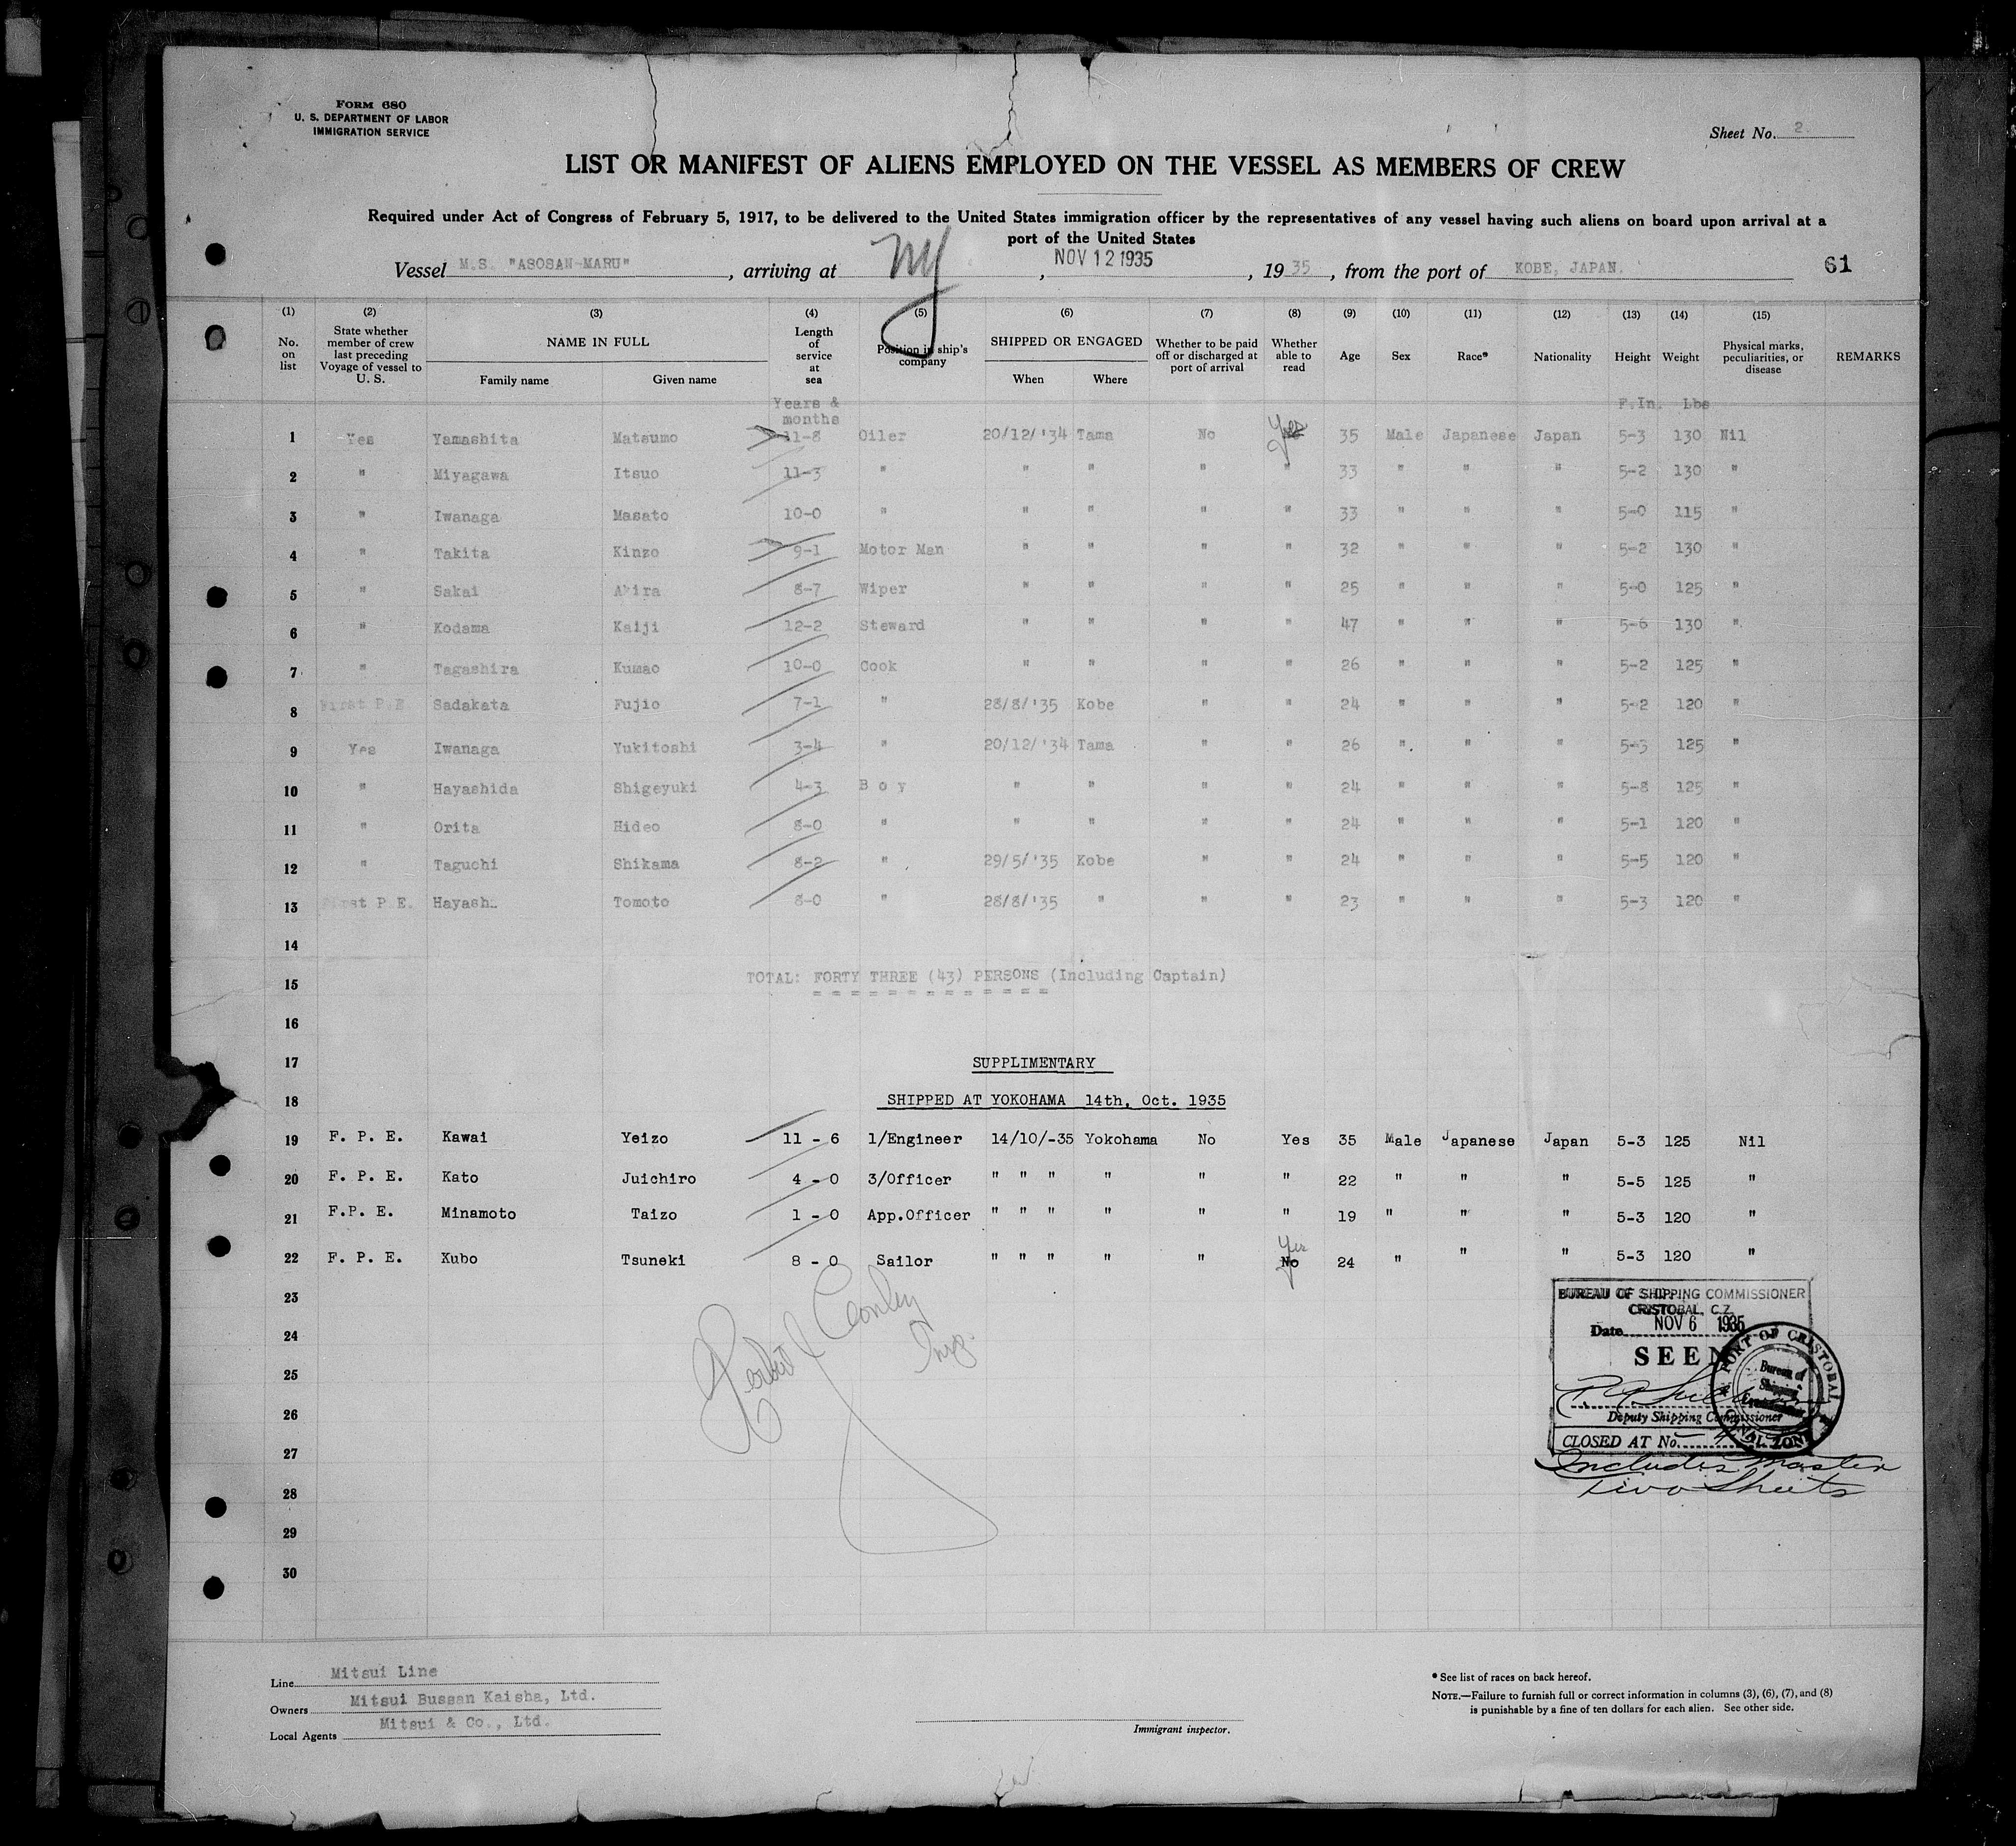 FORM 680
U. S. DEPARTMENT OF LABOR
IMMIGRATION SERVICE
Sheet No. 2.
LIST OR MANIFEST OF ALIENS EMPLOYED ON THE VESSEL AS MEMBERS OF CREW
Required under Act of Congress of February 5, 1917, to be delivered to the United States immigration officer by the representatives of any vessel having such aliens on board upon arrival at a
port of the United States
Vessel M.S. "ASOSAN-MARU", arriving at NY, NOV 12 1935, 19 35, from the port of KOBE, JAPAN. 61
(1) (2) (3) (4) (5) (6) (7) (8) (9) (10) (11) (12) (13) (14) (15)
No. on list | State whether member of crew last preceding Voyage of vessel to U. S. | NAME IN FULL Family name Given name | Length of service at sea | Position in ship's company | SHIPPED OR ENGAGED When Where | Whether to be paid off or discharged at port of arrival | Whether able to read | Age | Sex | Race* | Nationality | Height | Weight | Physical marks, peculiarities, or disease | REMARKS
Years & months F.In. Lbs
1 Yes Yamashita Matsumo 11-8 Oiler 20/12/'34 Tama No Yes 35 Male Japanese Japan 5-3 130 Nil
2 " Miyagawa Itsuo 11-3 " " " " " 33 " " " 5-2 130 "
3 " Iwanaga Masato 10-0 " " " " " 33 " " " 5-0 115 "
4 " Takita Kinzo 9-1 Motor Man " " " " 32 " " " 5-2 130 "
5 " Sakai Akira 8-7 Wiper " " " " 25 " " " 5-0 125 "
6 " Kodama Kaiji 12-2 Steward " " " " 47 " " " 5-6 130 "
7 " Tagashira Kumao 10-0 Cook " " " " 26 " " " 5-2 125 "
8 First P.E. Sadakata Fujio 7-1 " 28/8/'35 Kobe " " 24 " " " 5-2 120 "
9 Yes Iwanaga Yukitoshi 3-4 " 20/12/'34 Tama " " 26 " " " 5-3 125 "
10 " Hayashida Shigeyuki 4-3 B o y " " " " 24 " " " 5-8 125 "
11 " Orita Hideo 8-0 " " " " " 24 " " " 5-1 120 "
12 " Taguchi Shikama 8-2 " 29/5/'35 Kobe " " 24 " " " 5-5 120 "
13 First P.E. Hayashi Tomoto 8-0 " 28/8/'35 " " " 23 " " " 5-3 120 "
14
TOTAL: FORTY THREE (43) PERSONS (Including Captain)
15
= = = = = = = = = = = = =
16
17 SUPPLIMENTARY
18 SHIPPED AT YOKOHAMA 14th, Oct. 1935
19 F. P. E. Kawai Yeizo 11 - 6 1/Engineer 14/10/-35 Yokohama No Yes 35 Male Japanese Japan 5-3 125 Nil
20 F. P. E. Kato Juichiro 4 - 0 3/Officer " " " " " " 22 " " " 5-5 125 "
21 F.P. E. Minamoto Taizo 1 - 0 App.Officer " " " " " " 19 " " " 5-3 120 "
Yes
22 F. P. E. Kubo Tsuneki 8 - 0 Sailor " " " " " No 24 " " " 5-3 120 "
23
24
25
26
27
28
29
30
Conley
Insp.
BUREAU OF SHIPPING COMMISSIONER
CRISTOBAL, C.Z.
Date NOV 6 1935
SEEN
Deputy Shipping Commissioner
CLOSED AT No.
PORT OF CRISTOBAL
Bureau of
Shipping
CANAL ZONE
Includes Master
Two Sheets
Line Mitsui Line
Owners Mitsui Bussan Kaisha, Ltd.
Local Agents Mitsui & Co., Ltd.
Immigrant inspector.
* See list of races on back hereof.
NOTE.—Failure to furnish full or correct information in columns (3), (6), (7), and (8)
is punishable by a fine of ten dollars for each alien. See other side.